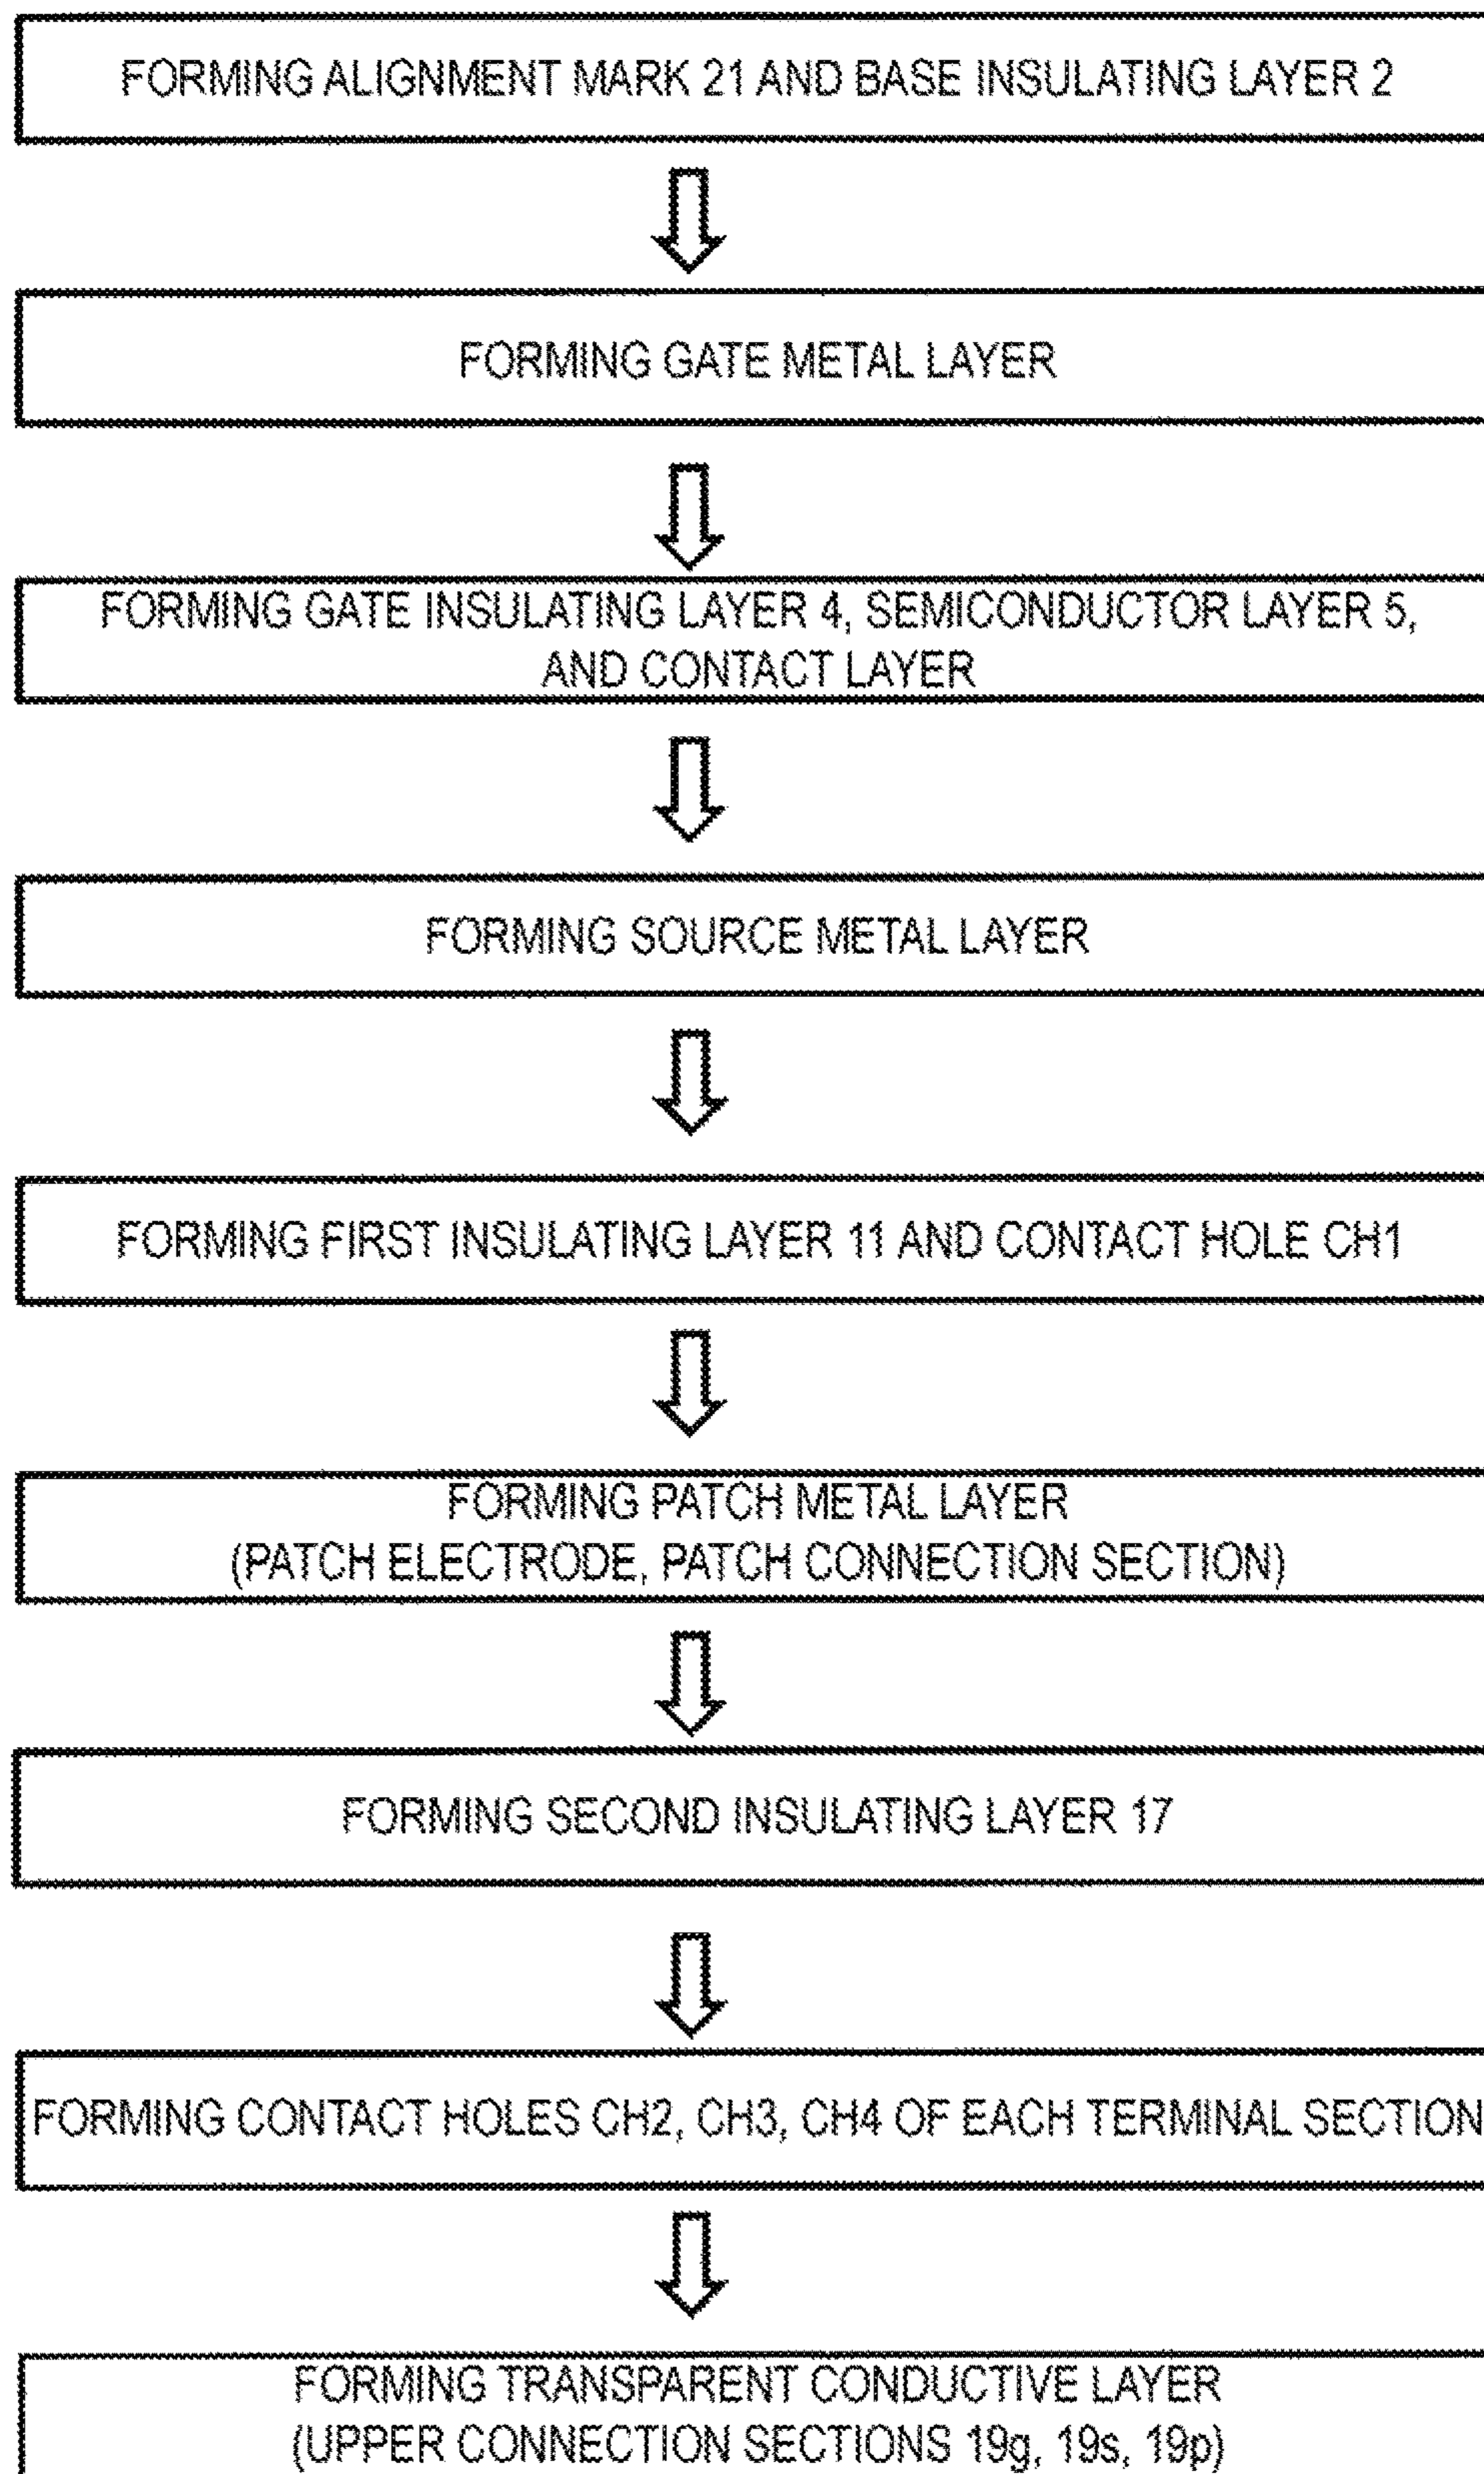 FORMING ALIGNMENT MARK 21 AND BASE INSULATING LAYER 2
FORMING GATE METAL LAYER
FORMING GATE INSULATING LAYER 4, SEMICONDUCTOR LAYER 5,
AND CONTACT LAYER
FORMING SOURCE METAL LAYER
FORMING FIRST INSULATING LAYER 11 AND CONTACT HOLE CH1
FORMING PATCH METAL LAYER
(PATCH ELECTRODE, PATCH CONNECTION SECTION)
FORMING SECOND INSULATING LAYER 17
FORMING CONTACT HOLES CH2, CH3, CH4 OF EACH TERMINAL SECTION
FORMING TRANSPARENT CONDUCTIVE LAYER
(UPPER CONNECTION SECTIONS 19g, 19s, 19p)